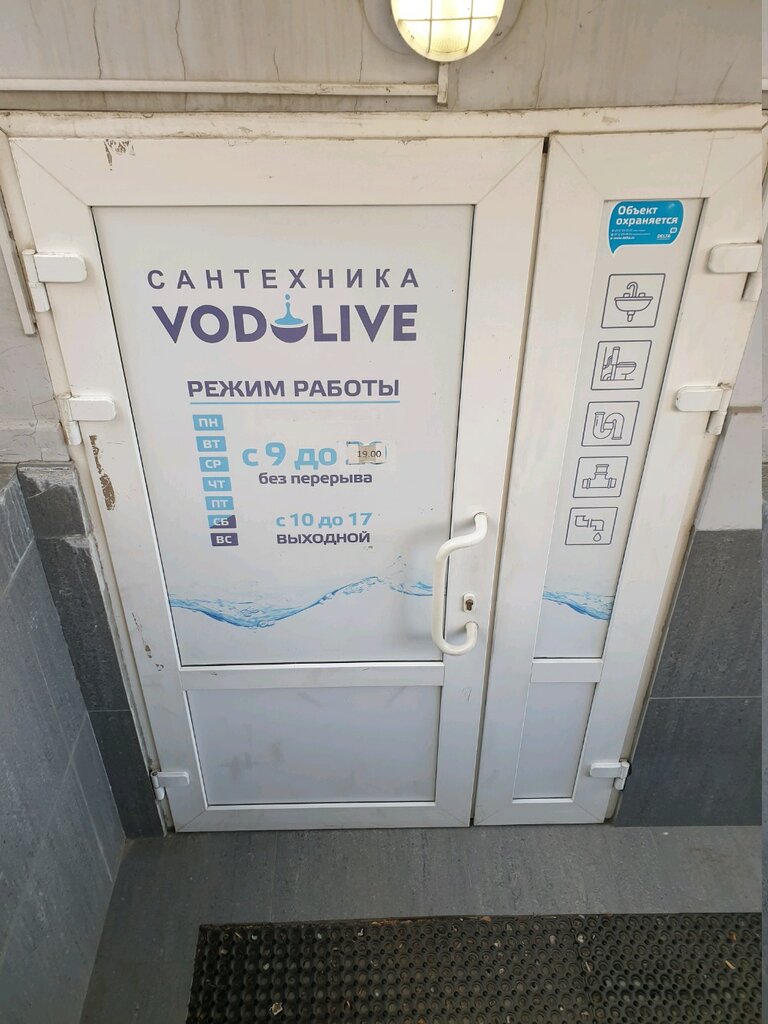 САНТЕХНИКА
VODOLIVE
РЕЖИМ РАБОТЫ
ПН
ВТ
СР
ЧТ
ПТ
СБ
ВС
с 9 до 19.00
без перерыва
с 10 до 17
ВЫХОДНОЙ
Объект
охраняется
DELTA